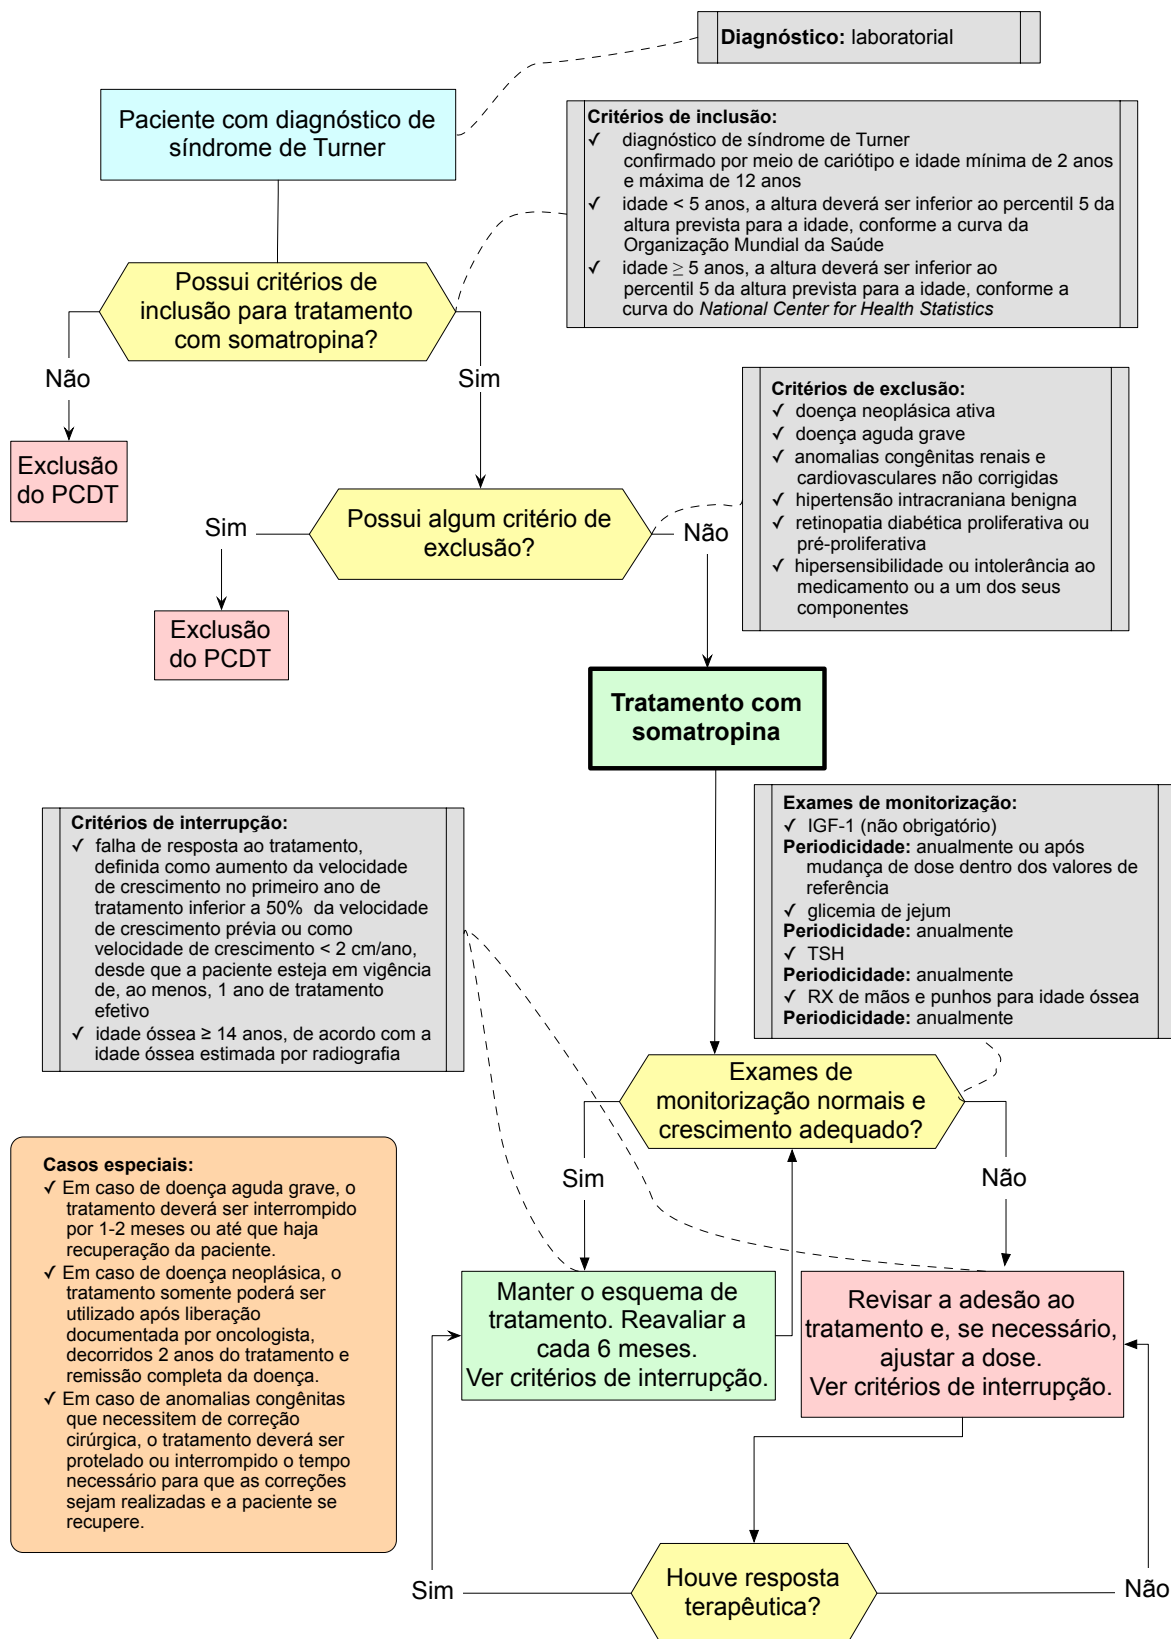 Diagnóstico: laboratorial
Paciente com diagnóstico de
síndrome de Turner
Critérios de inclusão:
✓ diagnóstico de síndrome de Turner
confirmado por meio de cariótipo e idade mínima de 2 anos
e máxima de 12 anos
✓ idade < 5 anos, a altura deverá ser inferior ao percentil 5 da
altura prevista para a idade, conforme a curva da
Organização Mundial da Saúde
✓ idade ≥ 5 anos, a altura deverá ser inferior ao
percentil 5 da altura prevista para a idade, conforme a
curva do National Center for Health Statistics
Possui critérios de
inclusão para tratamento
com somatropina?
Não
Sim
Exclusão
do PCDT
Critérios de exclusão:
✓ doença neoplásica ativa
✓ doença aguda grave
✓ anomalias congênitas renais e
cardiovasculares não corrigidas
✓ hipertensão intracraniana benigna
✓ retinopatia diabética proliferativa ou
pré-proliferativa
✓ hipersensibilidade ou intolerância ao
medicamento ou a um dos seus
componentes
Possui algum critério de
exclusão?
Sim
Não
Exclusão
do PCDT
Tratamento com
somatropina
Critérios de interrupção:
✓ falha de resposta ao tratamento,
definida como aumento da velocidade
de crescimento no primeiro ano de
tratamento inferior a 50% da velocidade
de crescimento prévia ou como
velocidade de crescimento < 2 cm/ano,
desde que a paciente esteja em vigência
de, ao menos, 1 ano de tratamento
efetivo
✓ idade óssea ≥ 14 anos, de acordo com a
idade óssea estimada por radiografia
Exames de monitorização:
✓ IGF-1 (não obrigatório)
Periodicidade: anualmente ou após
mudança de dose dentro dos valores de
referência
✓ glicemia de jejum
Periodicidade: anualmente
✓ TSH
Periodicidade: anualmente
✓ RX de mãos e punhos para idade óssea
Periodicidade: anualmente
Exames de
monitorização normais e
crescimento adequado?
Sim
Não
Casos especiais:
✓ Em caso de doença aguda grave, o
tratamento deverá ser interrompido
por 1-2 meses ou até que haja
recuperação da paciente.
✓ Em caso de doença neoplásica, o
tratamento somente poderá ser
utilizado após liberação
documentada por oncologista,
decorridos 2 anos do tratamento e
remissão completa da doença.
✓ Em caso de anomalias congênitas
que necessitem de correção
cirúrgica, o tratamento deverá ser
protelado ou interrompido o tempo
necessário para que as correções
sejam realizadas e a paciente se
recupere.
Manter o esquema de
tratamento. Reavaliar a
cada 6 meses.
Ver critérios de interrupção.
Revisar a adesão ao
tratamento e, se necessário,
ajustar a dose.
Ver critérios de interrupção.
Houve resposta
terapêutica?
Sim
Não